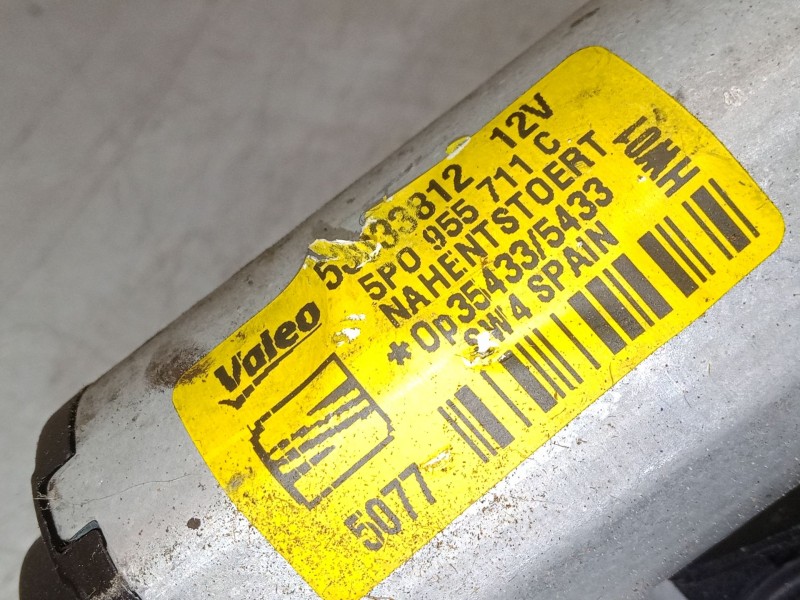 Valeo
12V
5P0 955 711 C
NAHENTSTOERT
*Op35433/5433
SPAIN
5077